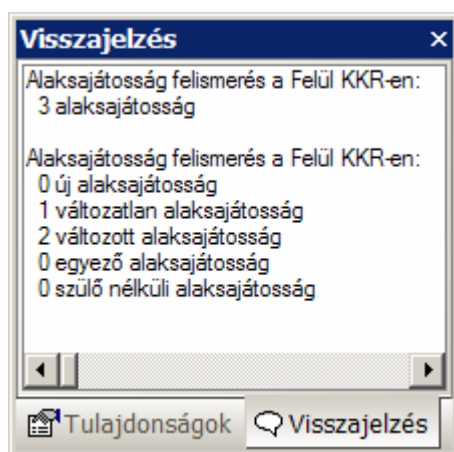 Visszajelzés
Alaksajátosság felismerés a Felül KKR-en:
3 alaksajátosság
Alaksajátosság felismerés a Felül KKR-en:
0 új alaksajátosság
1 változatlan alaksajátosság
2 változott alaksajátosság
0 egyező alaksajátosság
0 szülő nélküli alaksajátosság
Tulajdonságok Visszajelzés